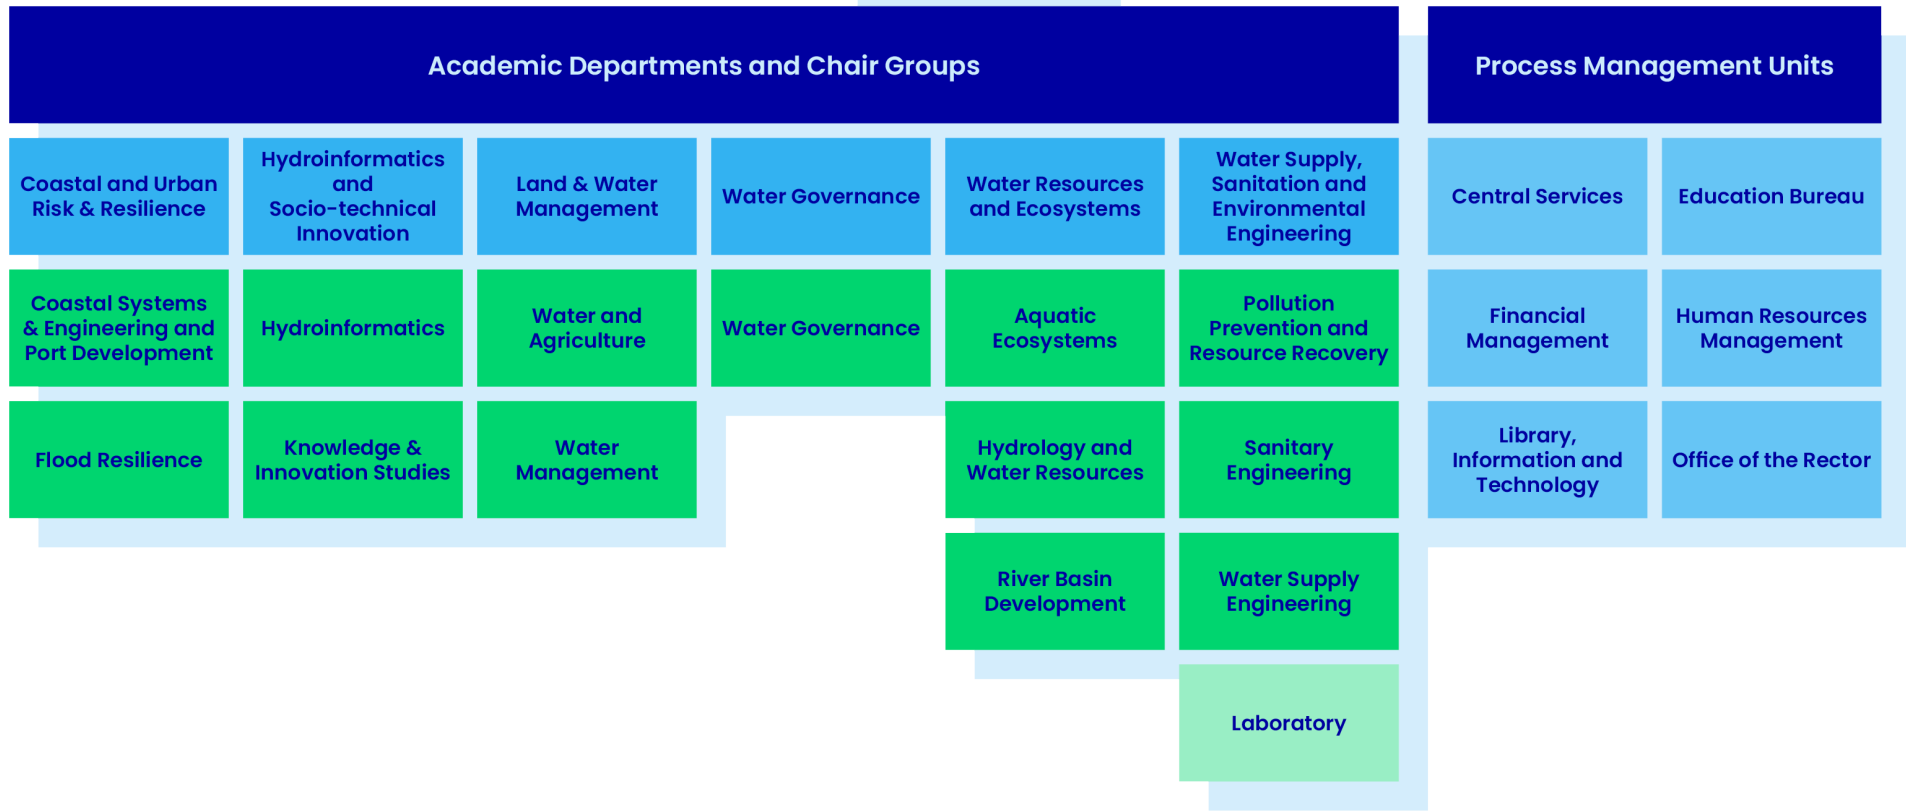 Academic Departments and Chair Groups
Process Management Units
Coastal and Urban
Risk & Resilience
Hydroinformatics
and
Socio-technical
Innovation
Land & Water
Management
Water Governance
Water Resources
and Ecosystems
Water Supply,
Sanitation and
Environmental
Engineering
Central Services
Education Bureau
Coastal Systems
& Engineering and
Port Development
Hydroinformatics
Water and
Agriculture
Water Governance
Aquatic
Ecosystems
Pollution
Prevention and
Resource Recovery
Financial
Management
Human Resources
Management
Flood Resilience
Knowledge &
Innovation Studies
Water
Management
Hydrology and
Water Resources
Sanitary
Engineering
Library,
Information and
Technology
Office of the Rector
River Basin
Development
Water Supply
Engineering
Laboratory